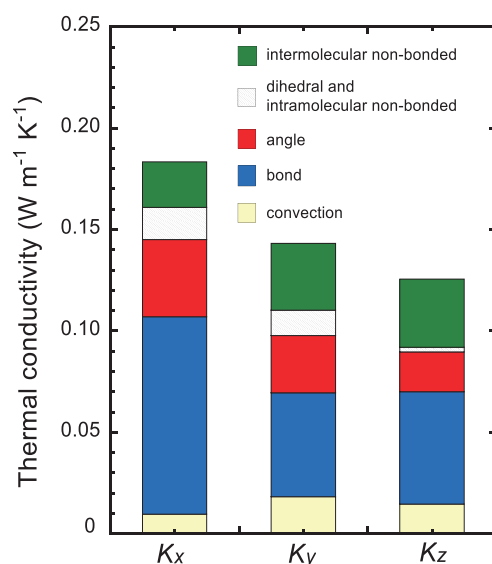 Thermal conductivity (W m⁻¹ K⁻¹)
0.25
0.20
0.15
0.10
0.05
0
intermolecular non-bonded
dihedral and
intramolecular non-bonded
angle
bond
convection
Kx
Ky
Kz